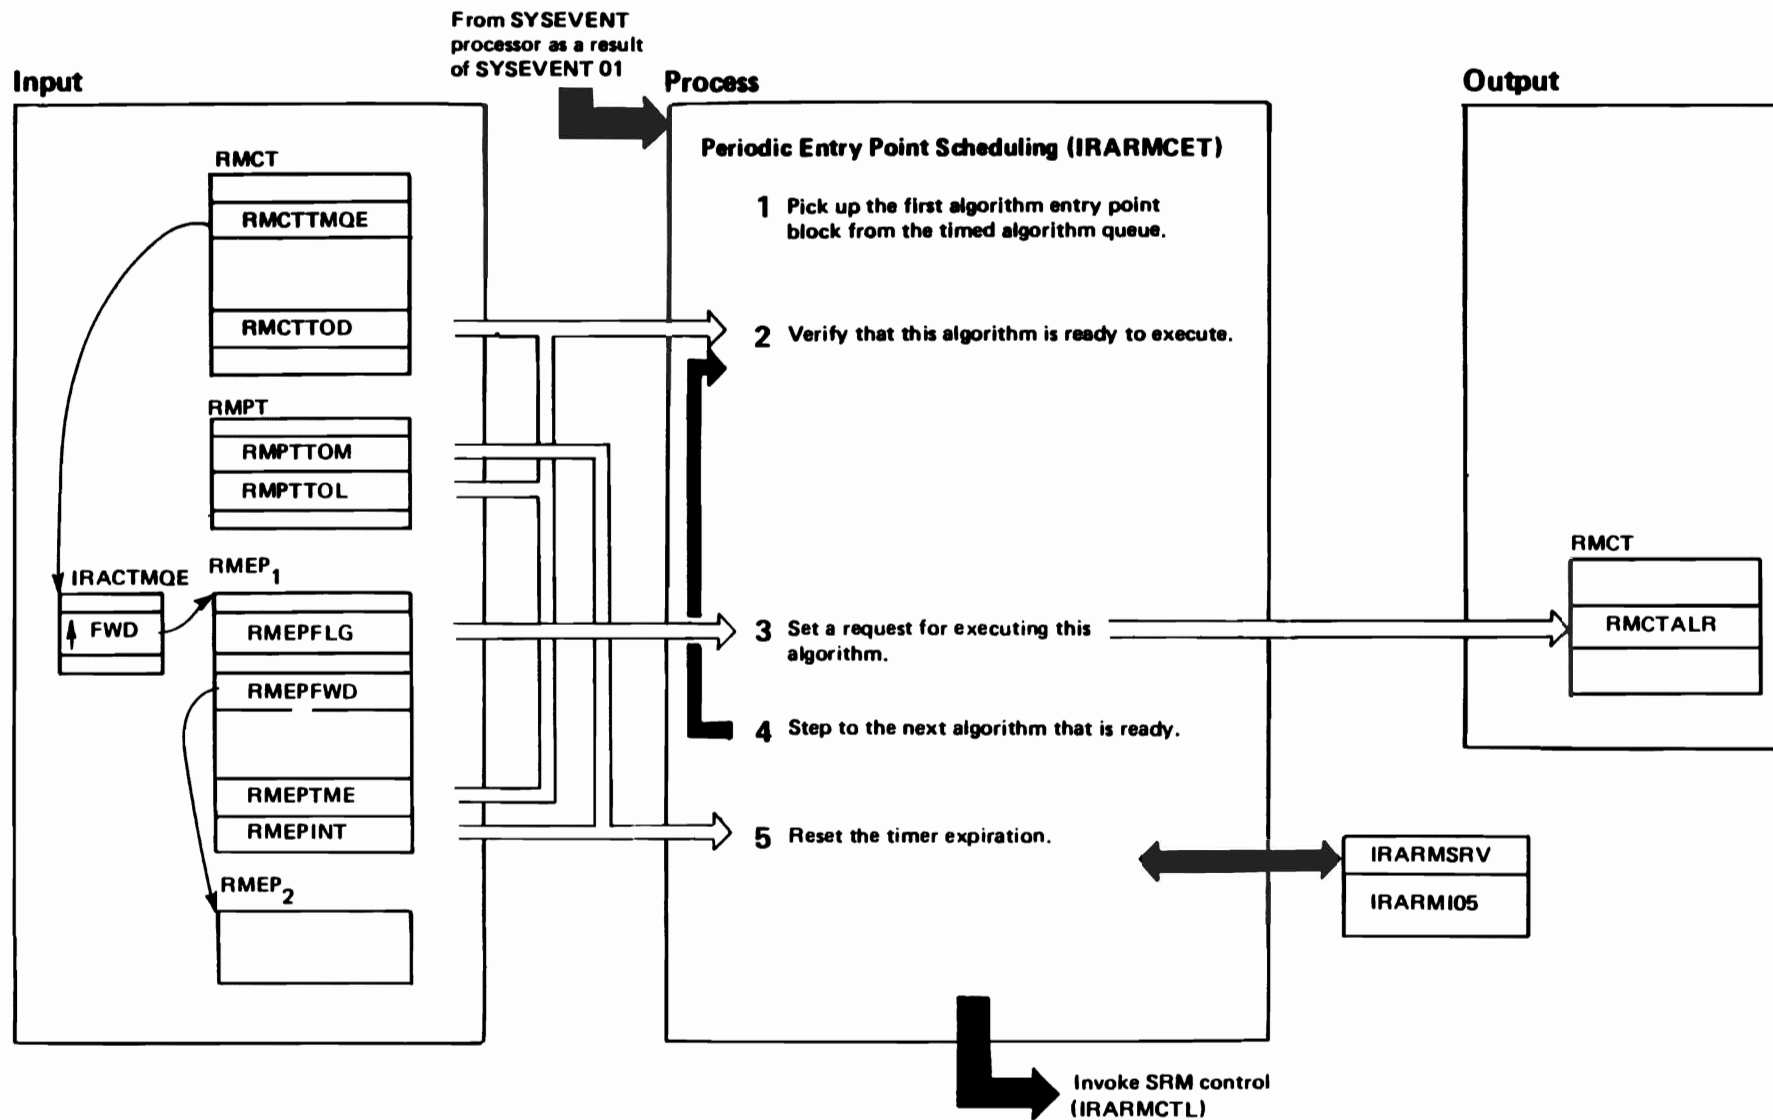 From SYSEVENT
processor as a result
of SYSEVENT 01
Input
Process
Output
RMCT
RMCTTMQE
RMCTTOD
RMPT
RMPTTOM
RMPTTOL
IRACTMQE
FWD
RMEP1
RMEPFLG
RMEPFWD
RMEPTME
RMEPINT
RMEP2
Periodic Entry Point Scheduling (IRARMCET)
1 Pick up the first algorithm entry point
block from the timed algorithm queue.
2 Verify that this algorithm is ready to execute.
3 Set a request for executing this
algorithm.
4 Step to the next algorithm that is ready.
5 Reset the timer expiration.
RMCT
RMCTALR
IRARMSRV
IRARMI05
Invoke SRM control
(IRARMCTL)